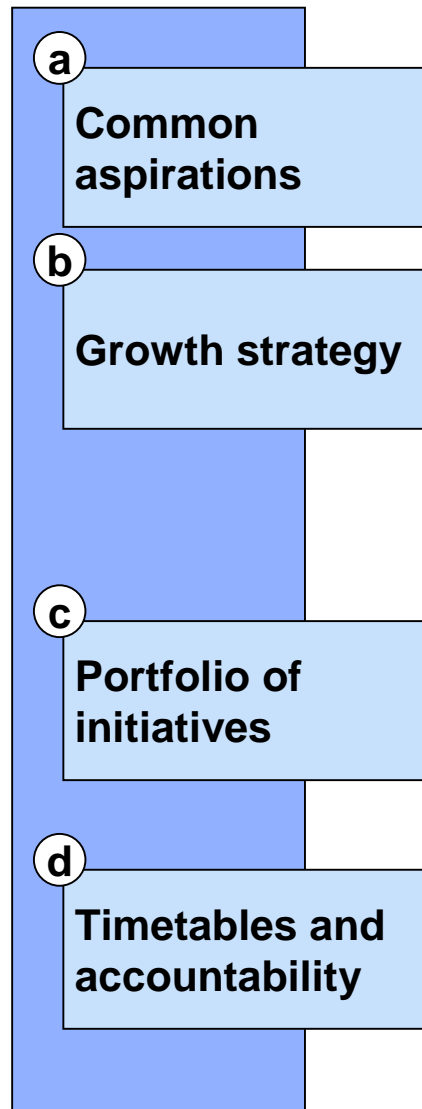 a
Common
aspirations
b
Growth strategy
c
Portfolio of
initiatives
d
Timetables and
accountability